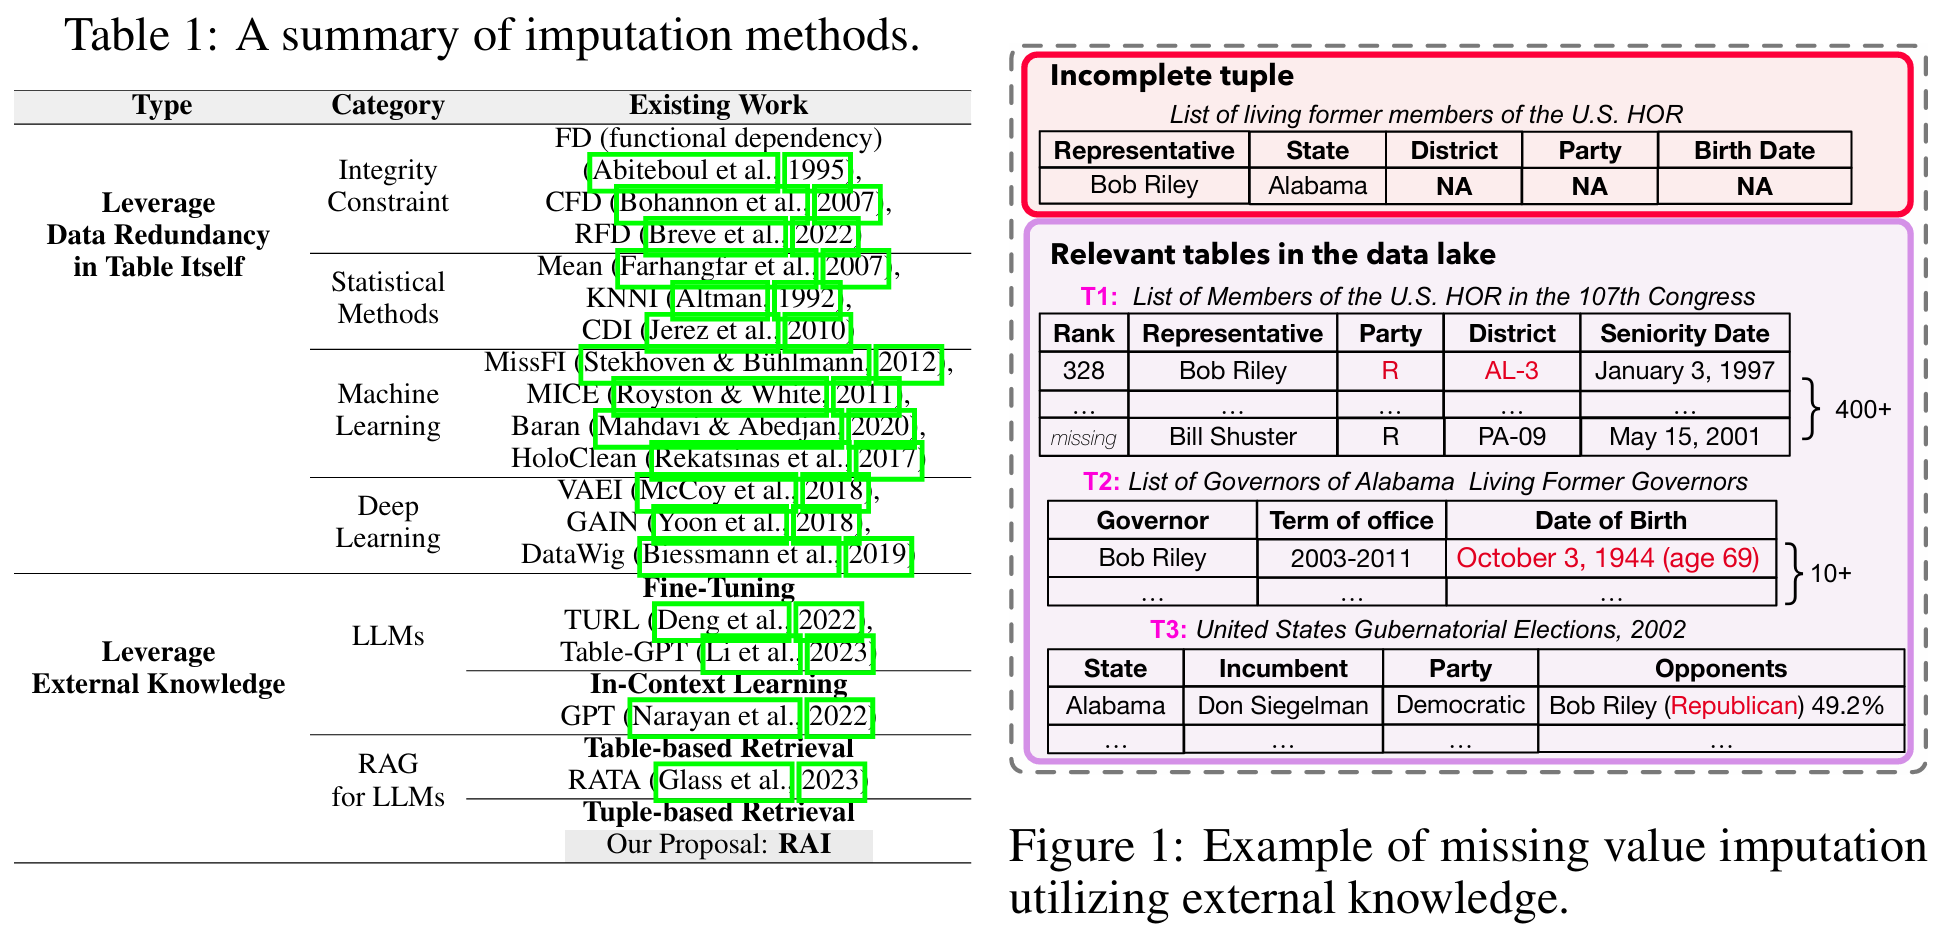 Table 1: A summary of imputation methods.
Type Category Existing Work
Leverage
Data Redundancy
in Table Itself
Integrity
Constraint
FD (functional dependency)
(Abiteboul et al., 1995),
CFD (Bohannon et al., 2007),
RFD (Breve et al., 2022)
Statistical
Methods
Mean (Farhangfar et al., 2007),
KNNI (Altman, 1992),
CDI (Jerez et al., 2010)
Machine
Learning
MissFI (Stekhoven & Bühlmann, 2012),
MICE (Royston & White, 2011),
Baran (Mahdavi & Abedjan, 2020),
HoloClean (Rekatsinas et al., 2017)
Deep
Learning
VAEI (McCoy et al., 2018),
GAIN (Yoon et al., 2018),
DataWig (Biessmann et al., 2019)
Leverage
External Knowledge
LLMs
Fine-Tuning
TURL (Deng et al., 2022),
Table-GPT (Li et al., 2023)
In-Context Learning
GPT (Narayan et al., 2022)
RAG
for LLMs
Table-based Retrieval
RATA (Glass et al., 2023)
Tuple-based Retrieval
Our Proposal: RAI
Incomplete tuple
List of living former members of the U.S. HOR
Representative State District Party Birth Date
Bob Riley Alabama NA NA NA
Relevant tables in the data lake
T1: List of Members of the U.S. HOR in the 107th Congress
Rank Representative Party District Seniority Date
328 Bob Riley R AL-3 January 3, 1997
... ... ... ... ...
missing Bill Shuster R PA-09 May 15, 2001
400+
T2: List of Governors of Alabama Living Former Governors
Governor Term of office Date of Birth
Bob Riley 2003-2011 October 3, 1944 (age 69)
... ... ...
10+
T3: United States Gubernatorial Elections, 2002
State Incumbent Party Opponents
Alabama Don Siegelman Democratic Bob Riley (Republican) 49.2%
... ... ... ...
Figure 1: Example of missing value imputation
utilizing external knowledge.